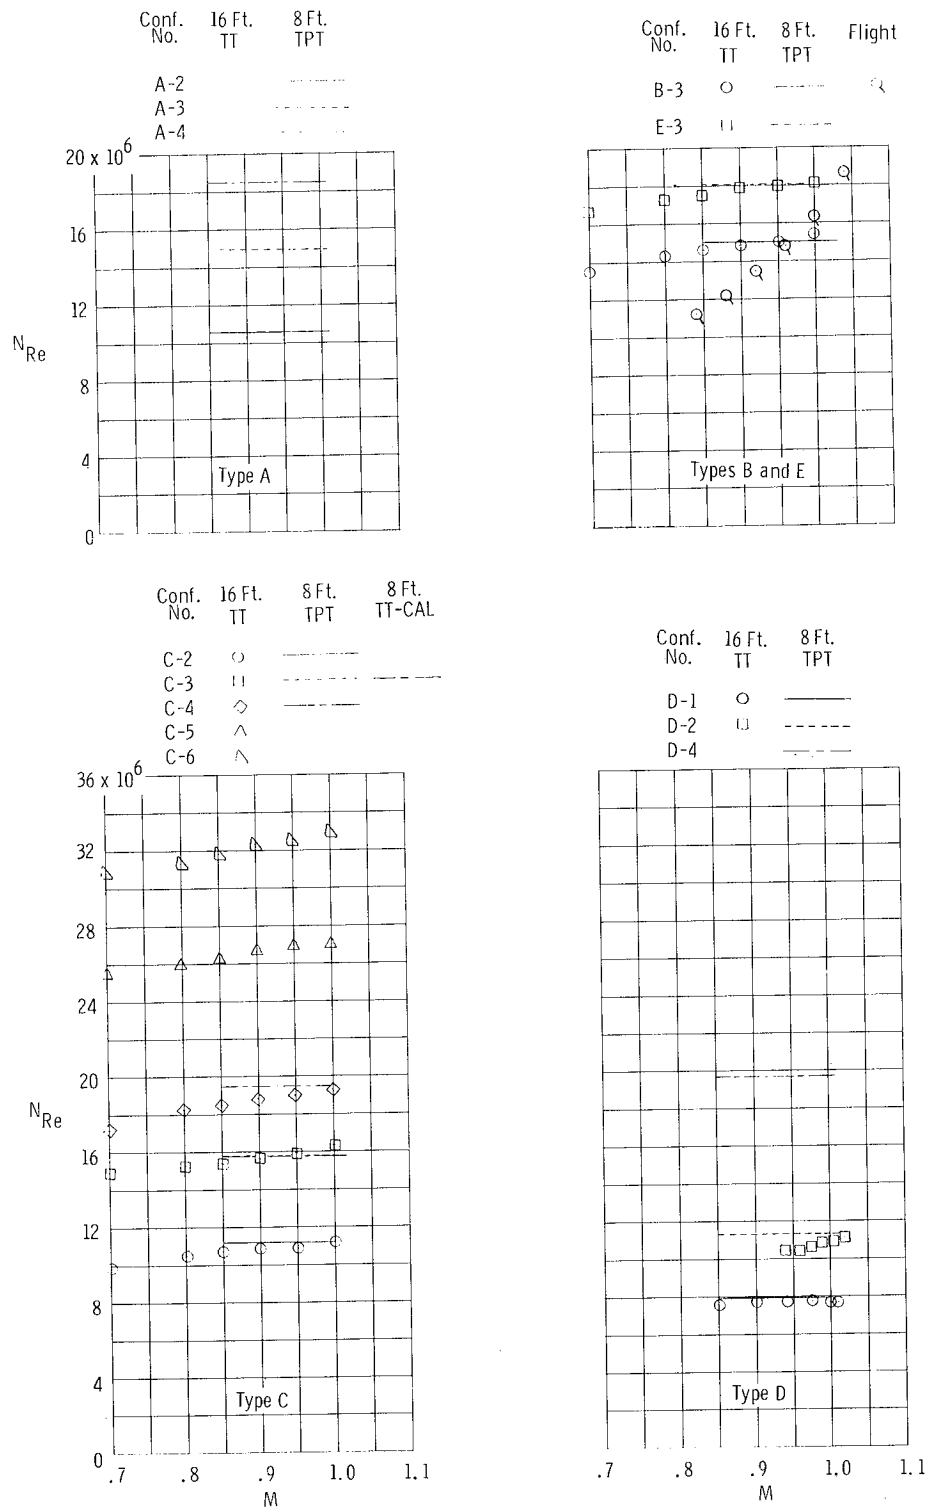 Conf. No. 16 Ft. TT 8 Ft. TPT
A-2
A-3
A-4
20 x 10^6
16
12
N_Re
8
4
0
Type A
Conf. No. 16 Ft. TT 8 Ft. TPT Flight
B-3
E-3
Types B and E
Conf. No. 16 Ft. TT 8 Ft. TPT 8 Ft. TT-CAL
C-2
C-3
C-4
C-5
C-6
36 x 10^6
32
28
24
20
N_Re
16
12
8
4
0
Type C
.7 .8 .9 1.0 1.1
M
Conf. No. 16 Ft. TT 8 Ft. TPT
D-1
D-2
D-4
Type D
.7 .8 .9 1.0 1.1
M